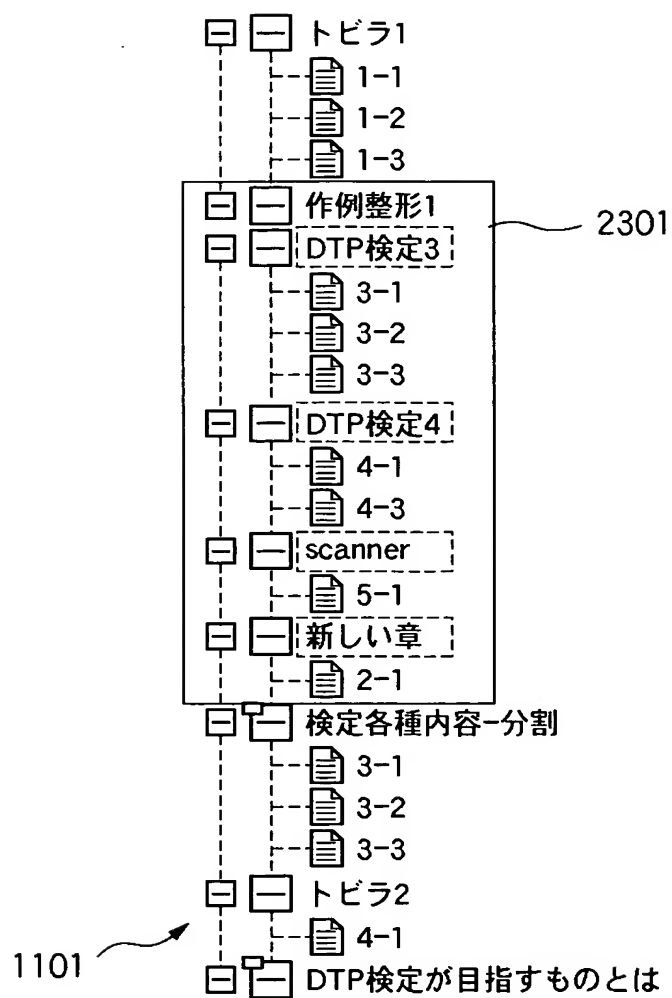 トビラ1
1-1
1-2
1-3
作例整形1
2301
DTP検定3
3-1
3-2
3-3
DTP検定4
4-1
4-3
scanner
5-1
新しい章
2-1
検定各種内容-分割
3-1
3-2
3-3
トビラ2
4-1
1101
DTP検定が目指すものとは